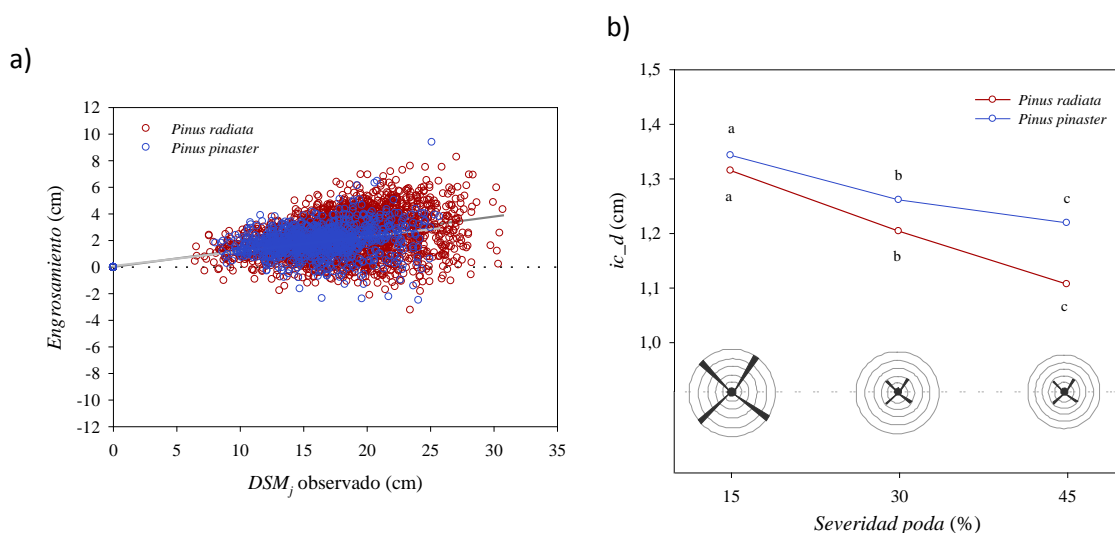 a)
Engrosamiento (cm)
12
10
8
6
4
2
0
-2
-4
-6
-8
-10
-12
Pinus radiata
Pinus pinaster
0 5 10 15 20 25 30 35
DSMj observado (cm)
b)
ic_d (cm)
1,5
1,4
1,3
1,2
1,1
1,0
Pinus radiata
Pinus pinaster
a
b
c
a
b
c
15 30 45
Severidad poda (%)